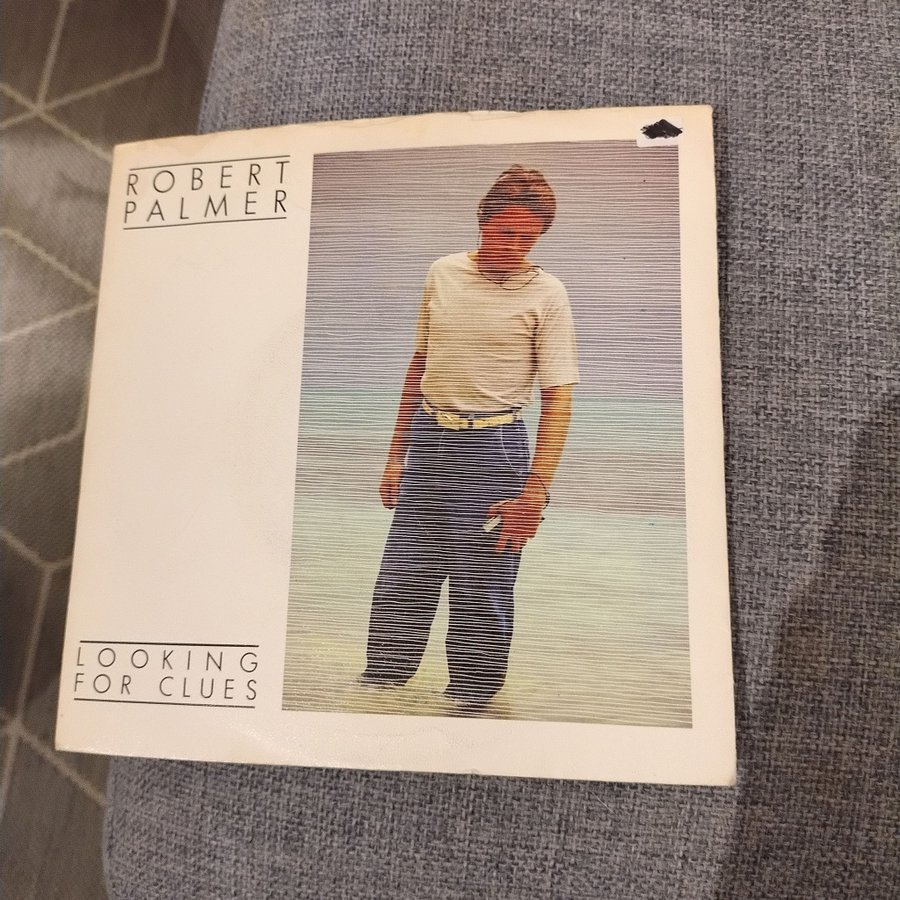 ROBERT
PALMER
LOOKING
FOR CLUES